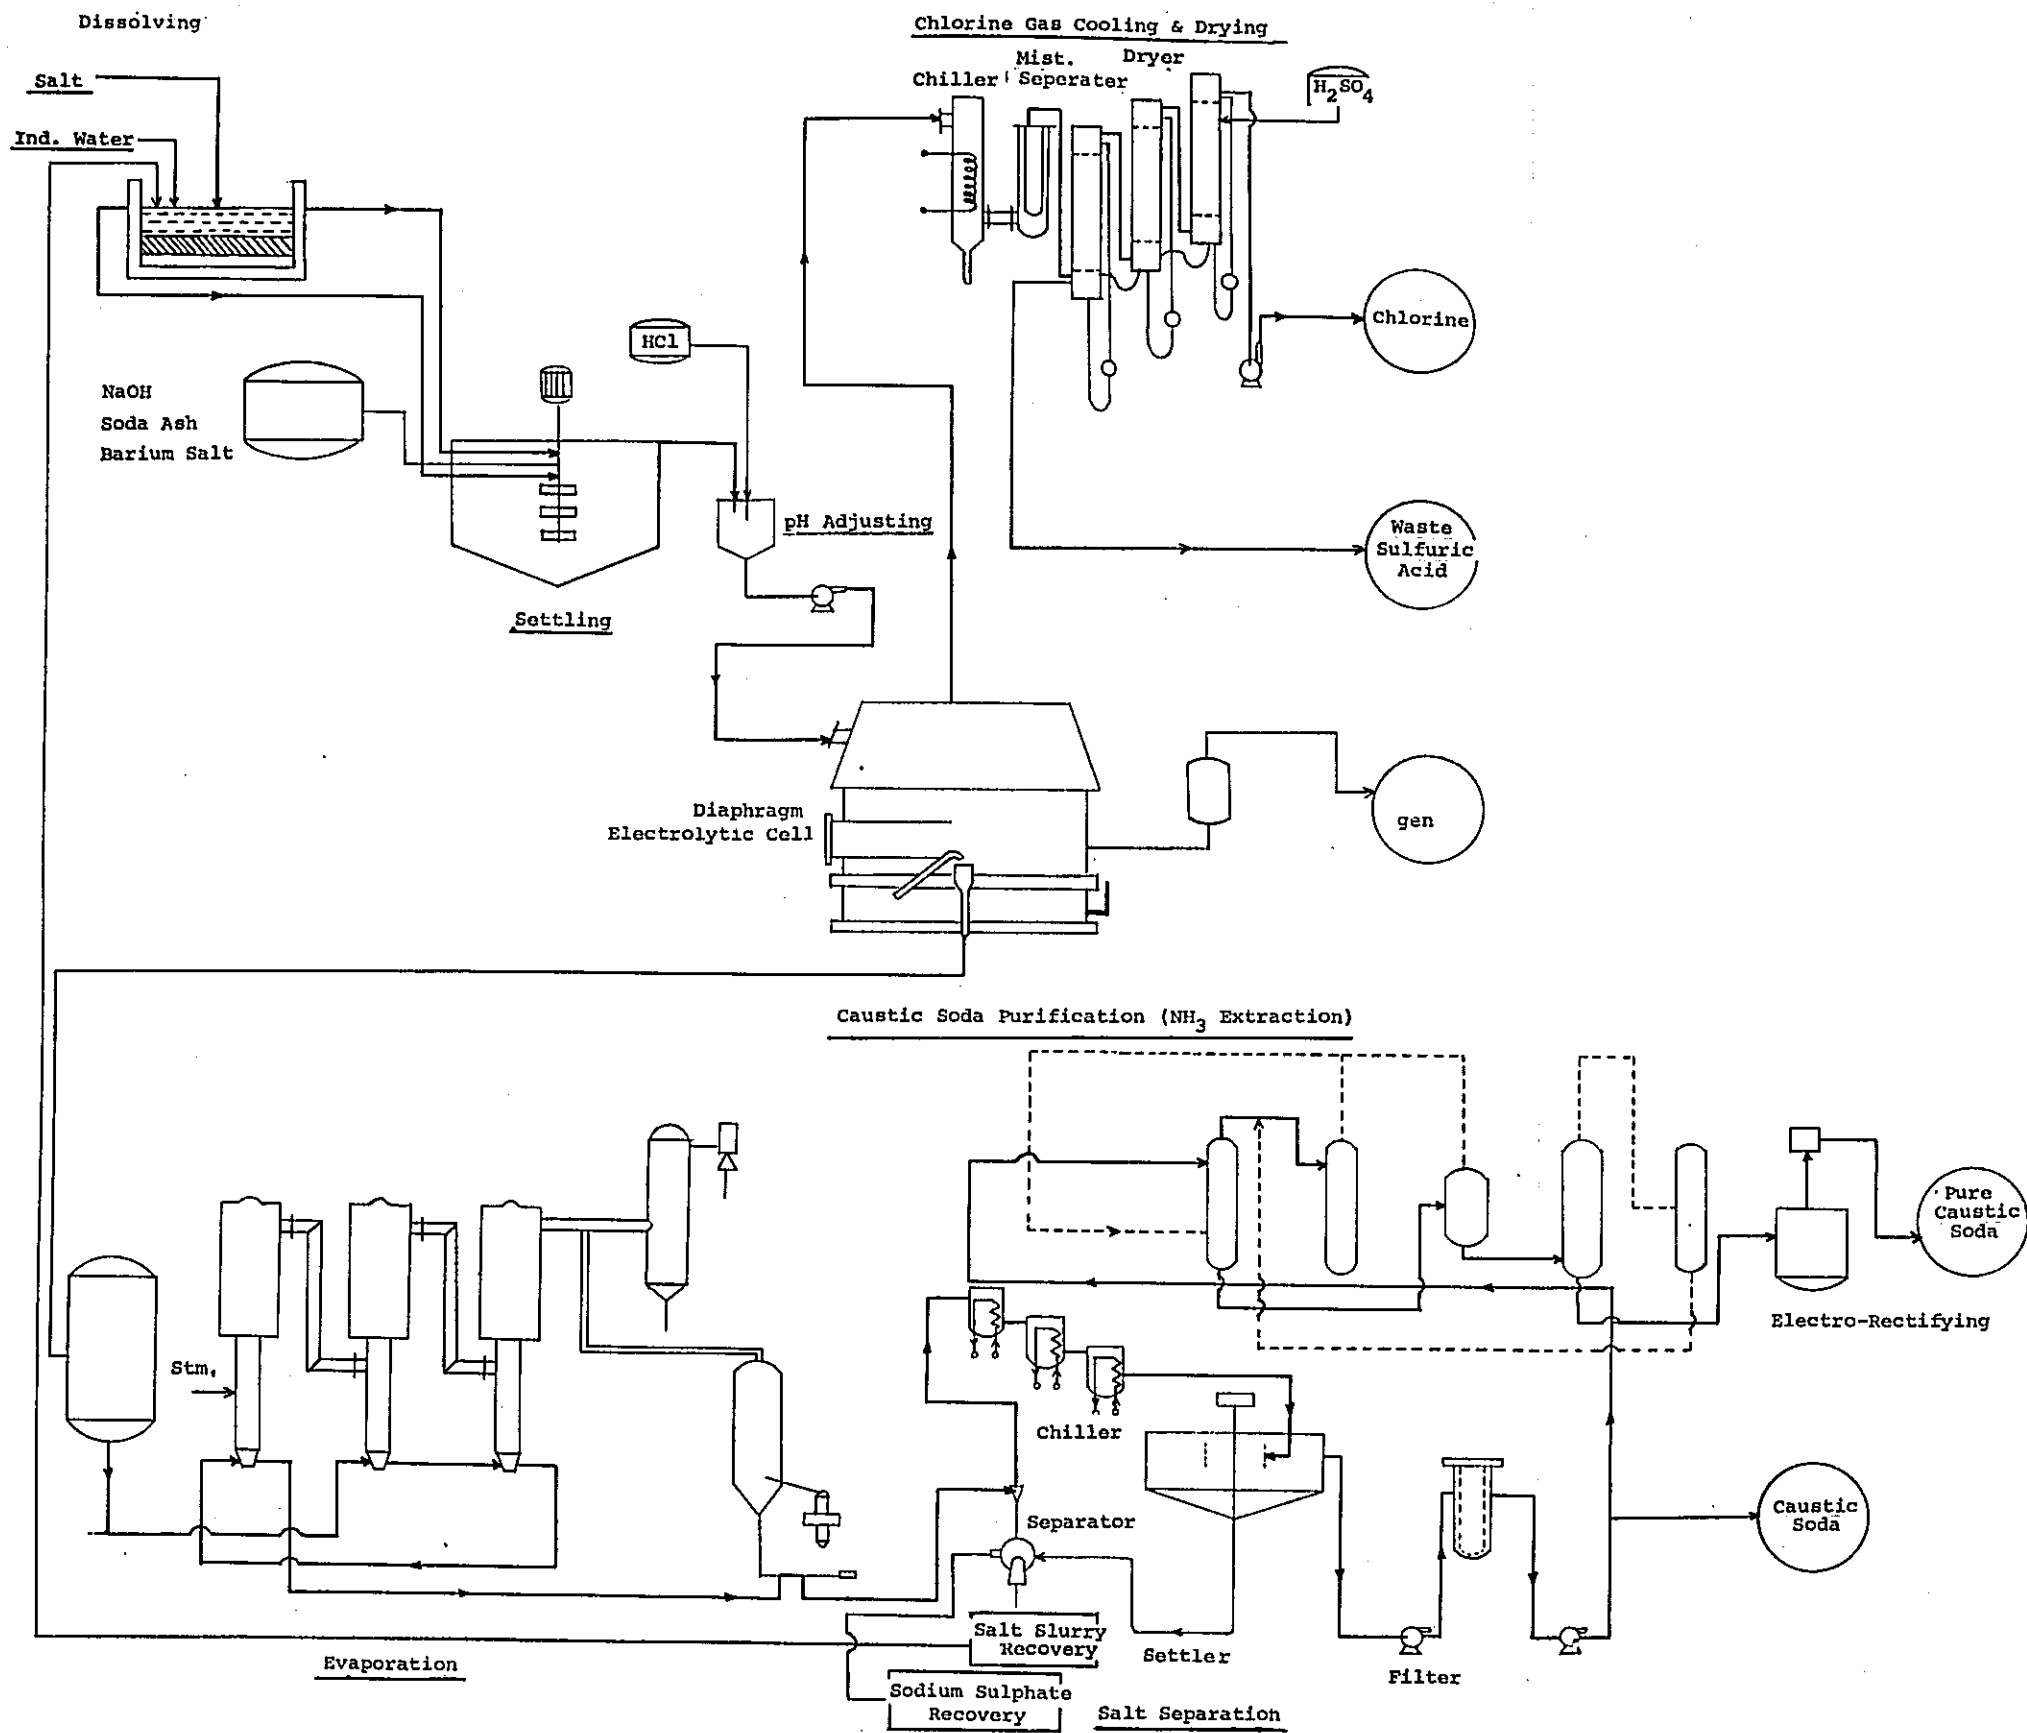 Dissolving
Salt
Ind. Water
Chlorine Gas Cooling & Drying
Mist. Dryer
Chiller Seperater
H2SO4
Chlorine
HCl
NaOH
Soda Ash
Barium Salt
pH Adjusting
Waste
Sulfuric
Acid
Settling
Diaphragm
Electrolytic Cell
gen
Caustic Soda Purification (NH3 Extraction)
Pure
Caustic
Soda
Electro-Rectifying
Stm.
Chiller
Separator
Caustic
Soda
Salt Slurry
Recovery
Settler
Evaporation
Filter
Sodium Sulphate
Recovery
Salt Separation